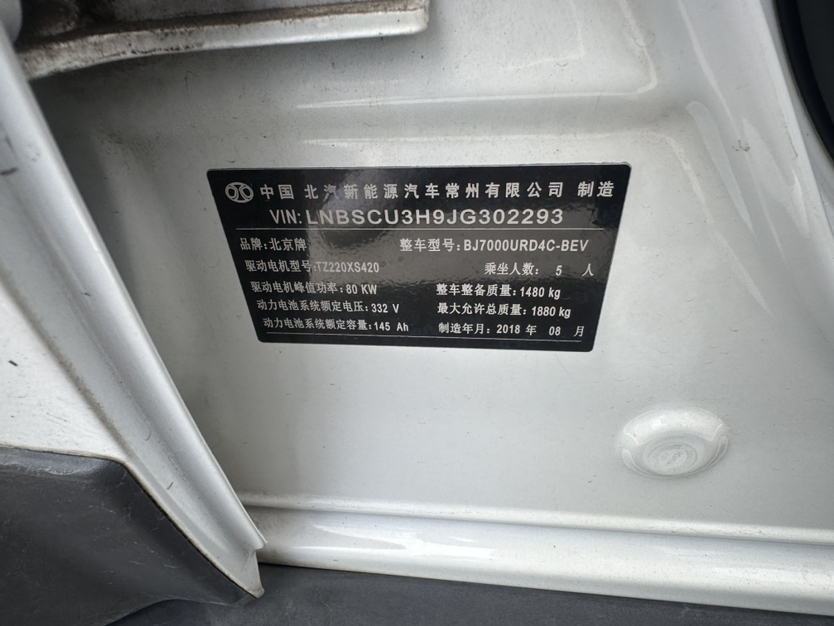 中国 北汽新能源汽车常州有限公司 制造
VIN: LNBSCU3H9JG302293
品牌: 北京牌 整车型号: BJ7000URD4C-BEV
驱动电机型号: TZ220XS420 乘坐人数: 5 人
驱动电机峰值功率: 80 KW 整车整备质量: 1480 kg
动力电池系统额定电压: 332 V 最大允许总质量: 1880 kg
动力电池系统额定容量: 145 Ah 制造年月: 2018 年 08 月